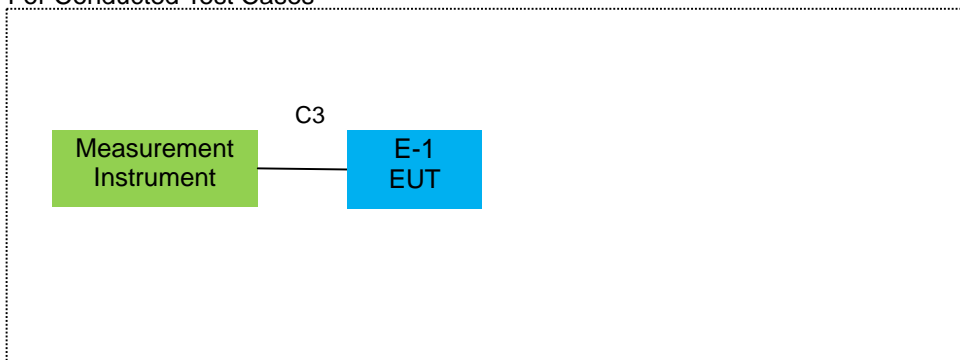 For Conducted Test Cases
C3
Measurement
Instrument
E-1
EUT